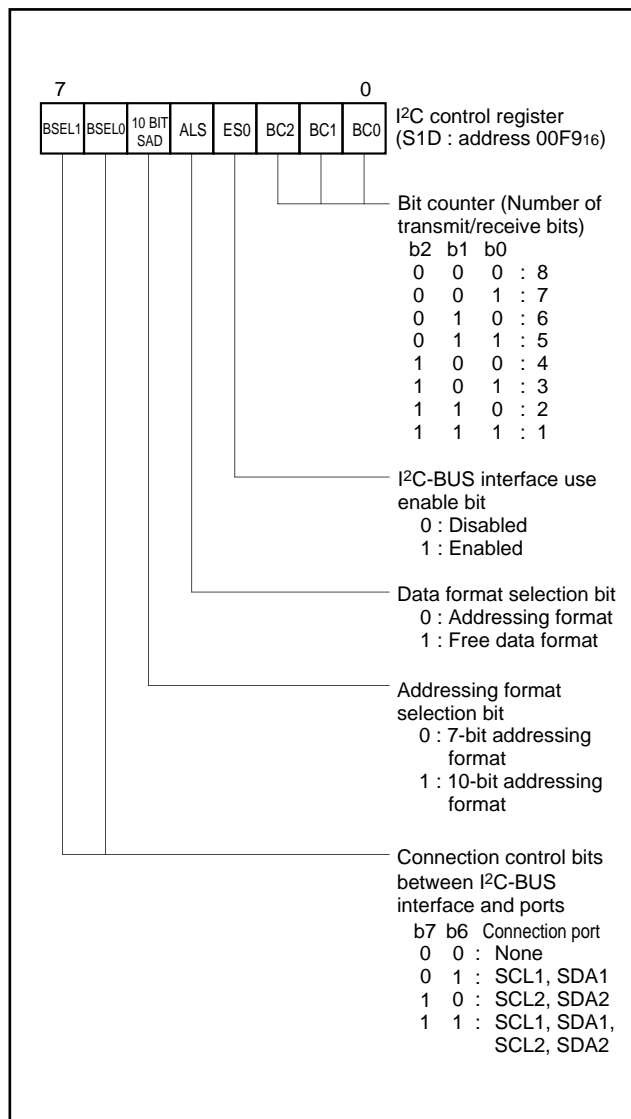 7 0
BSEL1 BSEL0 10 BIT SAD ALS ES0 BC2 BC1 BC0
I²C control register
(S1D : address 00F9₁₆)
Bit counter (Number of
transmit/receive bits)
b2 b1 b0
0 0 0 : 8
0 0 1 : 7
0 1 0 : 6
0 1 1 : 5
1 0 0 : 4
1 0 1 : 3
1 1 0 : 2
1 1 1 : 1
I²C-BUS interface use
enable bit
0 : Disabled
1 : Enabled
Data format selection bit
0 : Addressing format
1 : Free data format
Addressing format
selection bit
0 : 7-bit addressing
format
1 : 10-bit addressing
format
Connection control bits
between I²C-BUS
interface and ports
b7 b6 Connection port
0 0 : None
0 1 : SCL1, SDA1
1 0 : SCL2, SDA2
1 1 : SCL1, SDA1,
SCL2, SDA2